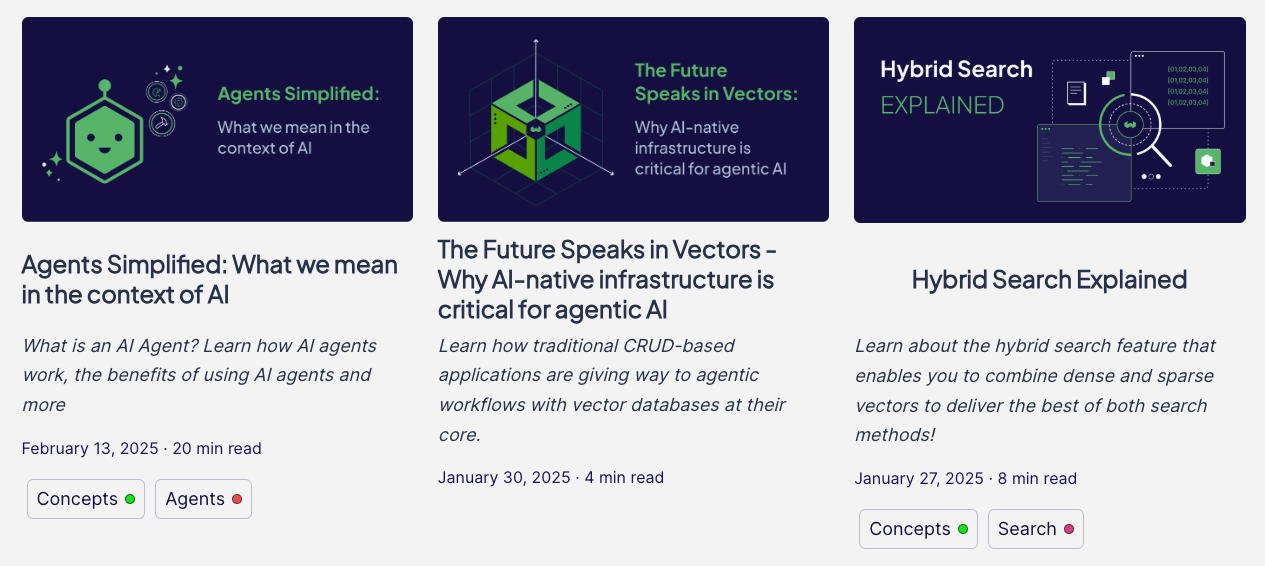 Agents Simplified:
What we mean in the
context of AI
Agents Simplified: What we mean
in the context of AI
What is an AI Agent? Learn how AI agents
work, the benefits of using AI agents and
more
February 13, 2025 · 20 min read
Concepts
Agents
The Future
Speaks in Vectors:
Why AI-native
infrastructure is
critical for agentic AI
The Future Speaks in Vectors -
Why AI-native infrastructure is
critical for agentic AI
Learn how traditional CRUD-based
applications are giving way to agentic
workflows with vector databases at their
core.
January 30, 2025 · 4 min read
Hybrid Search
EXPLAINED
[01,02,03,04]
[01,02,03,04]
[01,02,03,04]
[01,02,03,04]
Hybrid Search Explained
Learn about the hybrid search feature that
enables you to combine dense and sparse
vectors to deliver the best of both search
methods!
January 27, 2025 · 8 min read
Concepts
Search